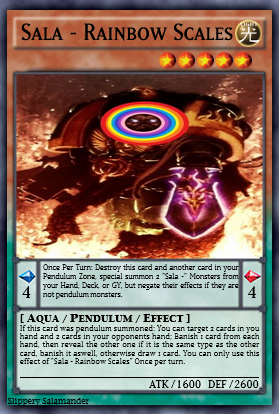 Sala - Rainbow Scales
Once Per Turn: Destroy this card and another card in your
Pendulum Zone, special summon 2 "Sala -" Monsters from
your Hand, Deck, or GY, but negate their effects if they are
not pendulum monsters.
4
4
[ Aqua / Pendulum / Effect ]
If this card was pendulum summoned: You can target 2 cards in you
hand and 2 cards in your opponents hand; Banish 1 card from each
hand, then reveal the other one if it is the same type as the other
card, banish it aswell, otherwise draw 1 card. You can only use this
effect of "Sala - Rainbow Scales" Once per turn.
ATK/1600 DEF/2600
Slippery Salamander